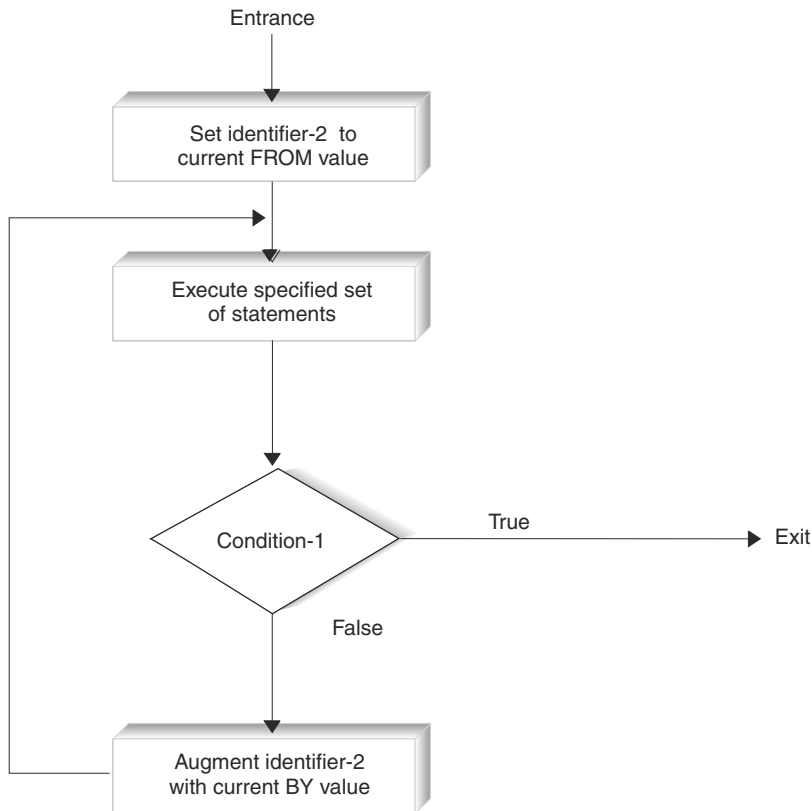 Entrance
Set identifier-2 to
current FROM value
Execute specified set
of statements
Condition-1
True
Exit
False
Augment identifier-2
with current BY value